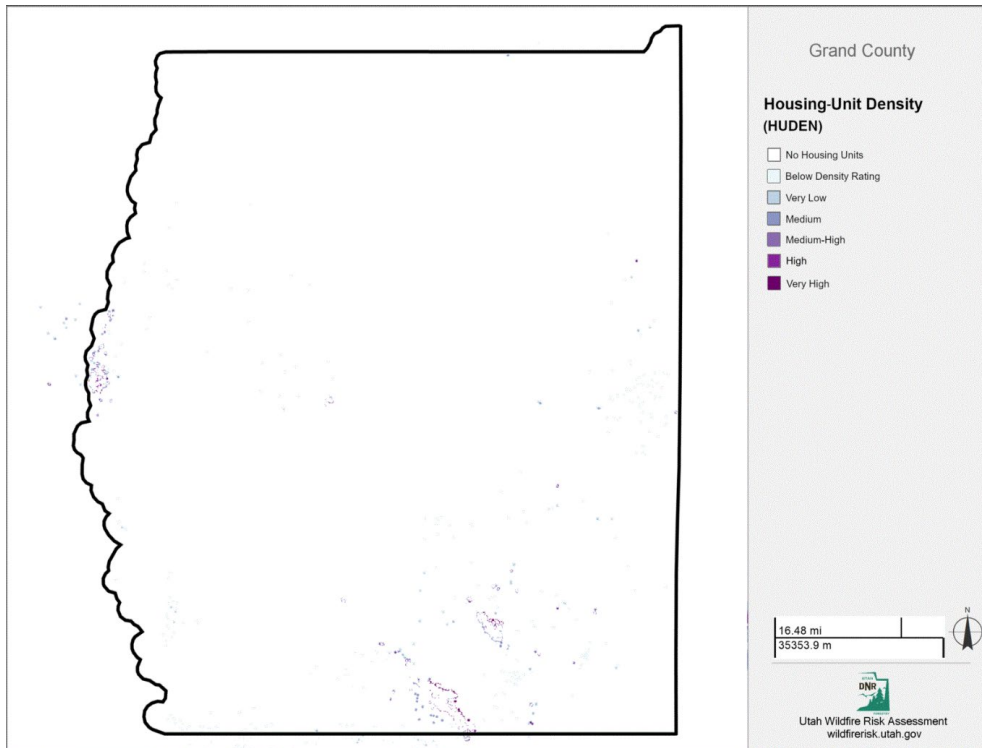 Grand County
Housing-Unit Density
(HUDEN)
No Housing Units
Below Density Rating
Very Low
Medium
Medium-High
High
Very High
N
16.48 mi
35353.9 m
UTAH
DNR
Utah Wildfire Risk Assessment
wildfirerisk.utah.gov